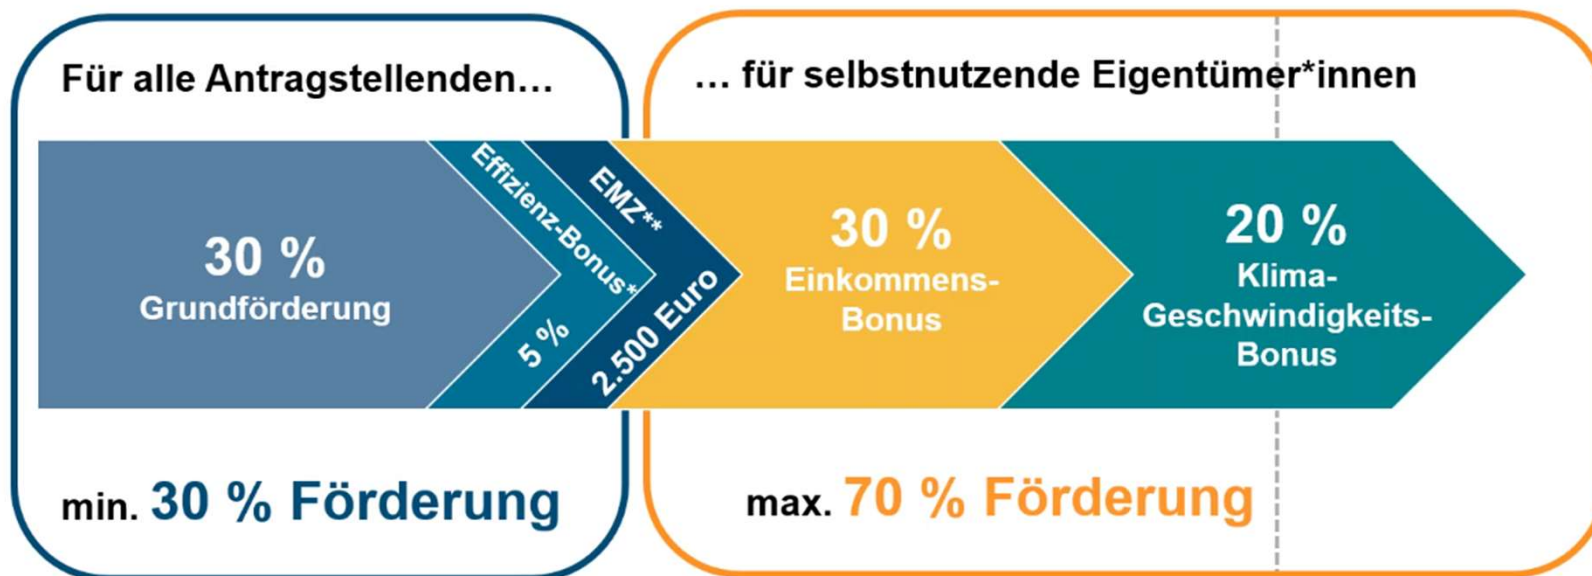 Für alle Antragstellenden...
... für selbstnutzende Eigentümer*innen
30 %
Grundförderung
Effizienz-Bonus*
5 %
EMZ**
2.500 Euro
30 %
Einkommens-
Bonus
20 %
Klima-
Geschwindigkeits-
Bonus
min. 30 % Förderung
max. 70 % Förderung